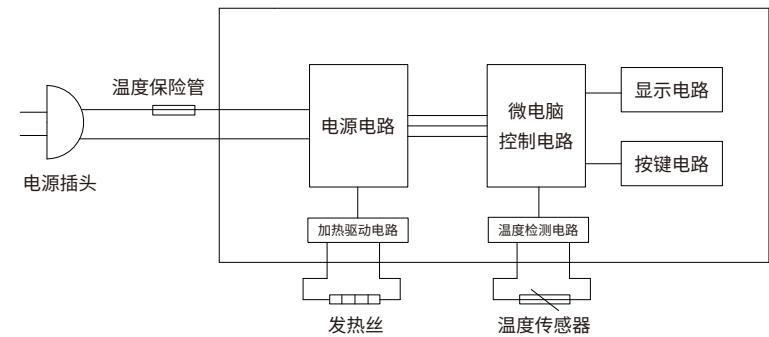 温度保险管
电源插头
电源电路
微电脑
控制电路
显示电路
按键电路
加热驱动电路
温度检测电路
发热丝
温度传感器